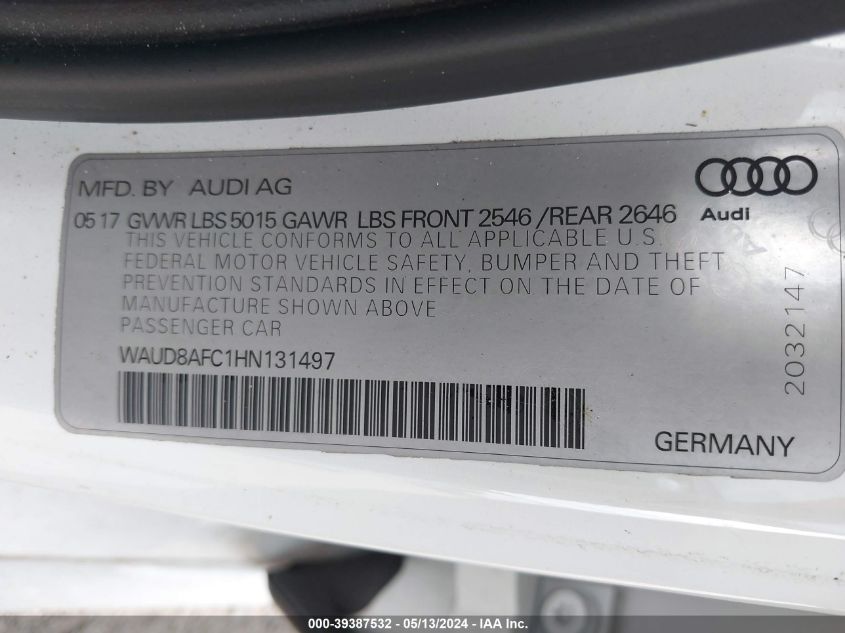 MFD. BY AUDI AG
Audi
05 17 GVWR LBS 5015 GAWR LBS FRONT 2546 /REAR 2646
THIS VEHICLE CONFORMS TO ALL APPLICABLE U.S.
FEDERAL MOTOR VEHICLE SAFETY, BUMPER AND THEFT
PREVENTION STANDARDS IN EFFECT ON THE DATE OF
MANUFACTURE SHOWN ABOVE
PASSENGER CAR
WAUD8AFC1HN131497
2032147
GERMANY
000-39387532 - 05/13/2024 - IAA Inc.